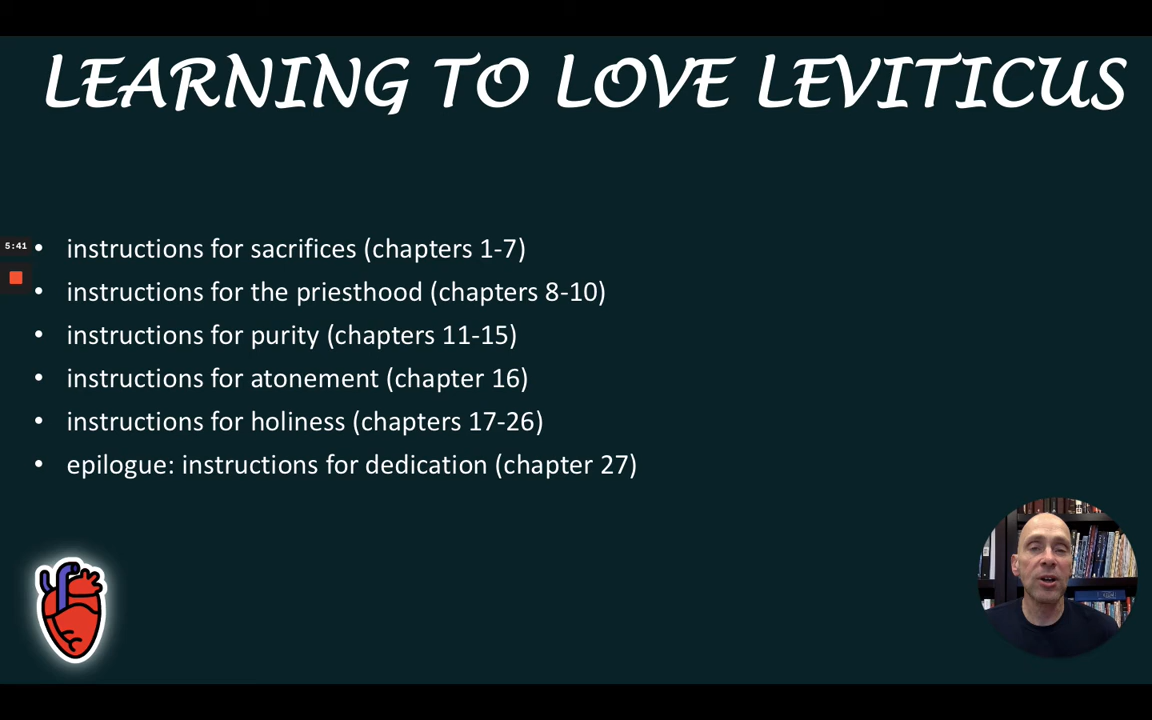 LEARNING TO LOVE LEVITICUS
5:41
• instructions for sacrifices (chapters 1-7)
• instructions for the priesthood (chapters 8-10)
• instructions for purity (chapters 11-15)
• instructions for atonement (chapter 16)
• instructions for holiness (chapters 17-26)
• epilogue: instructions for dedication (chapter 27)